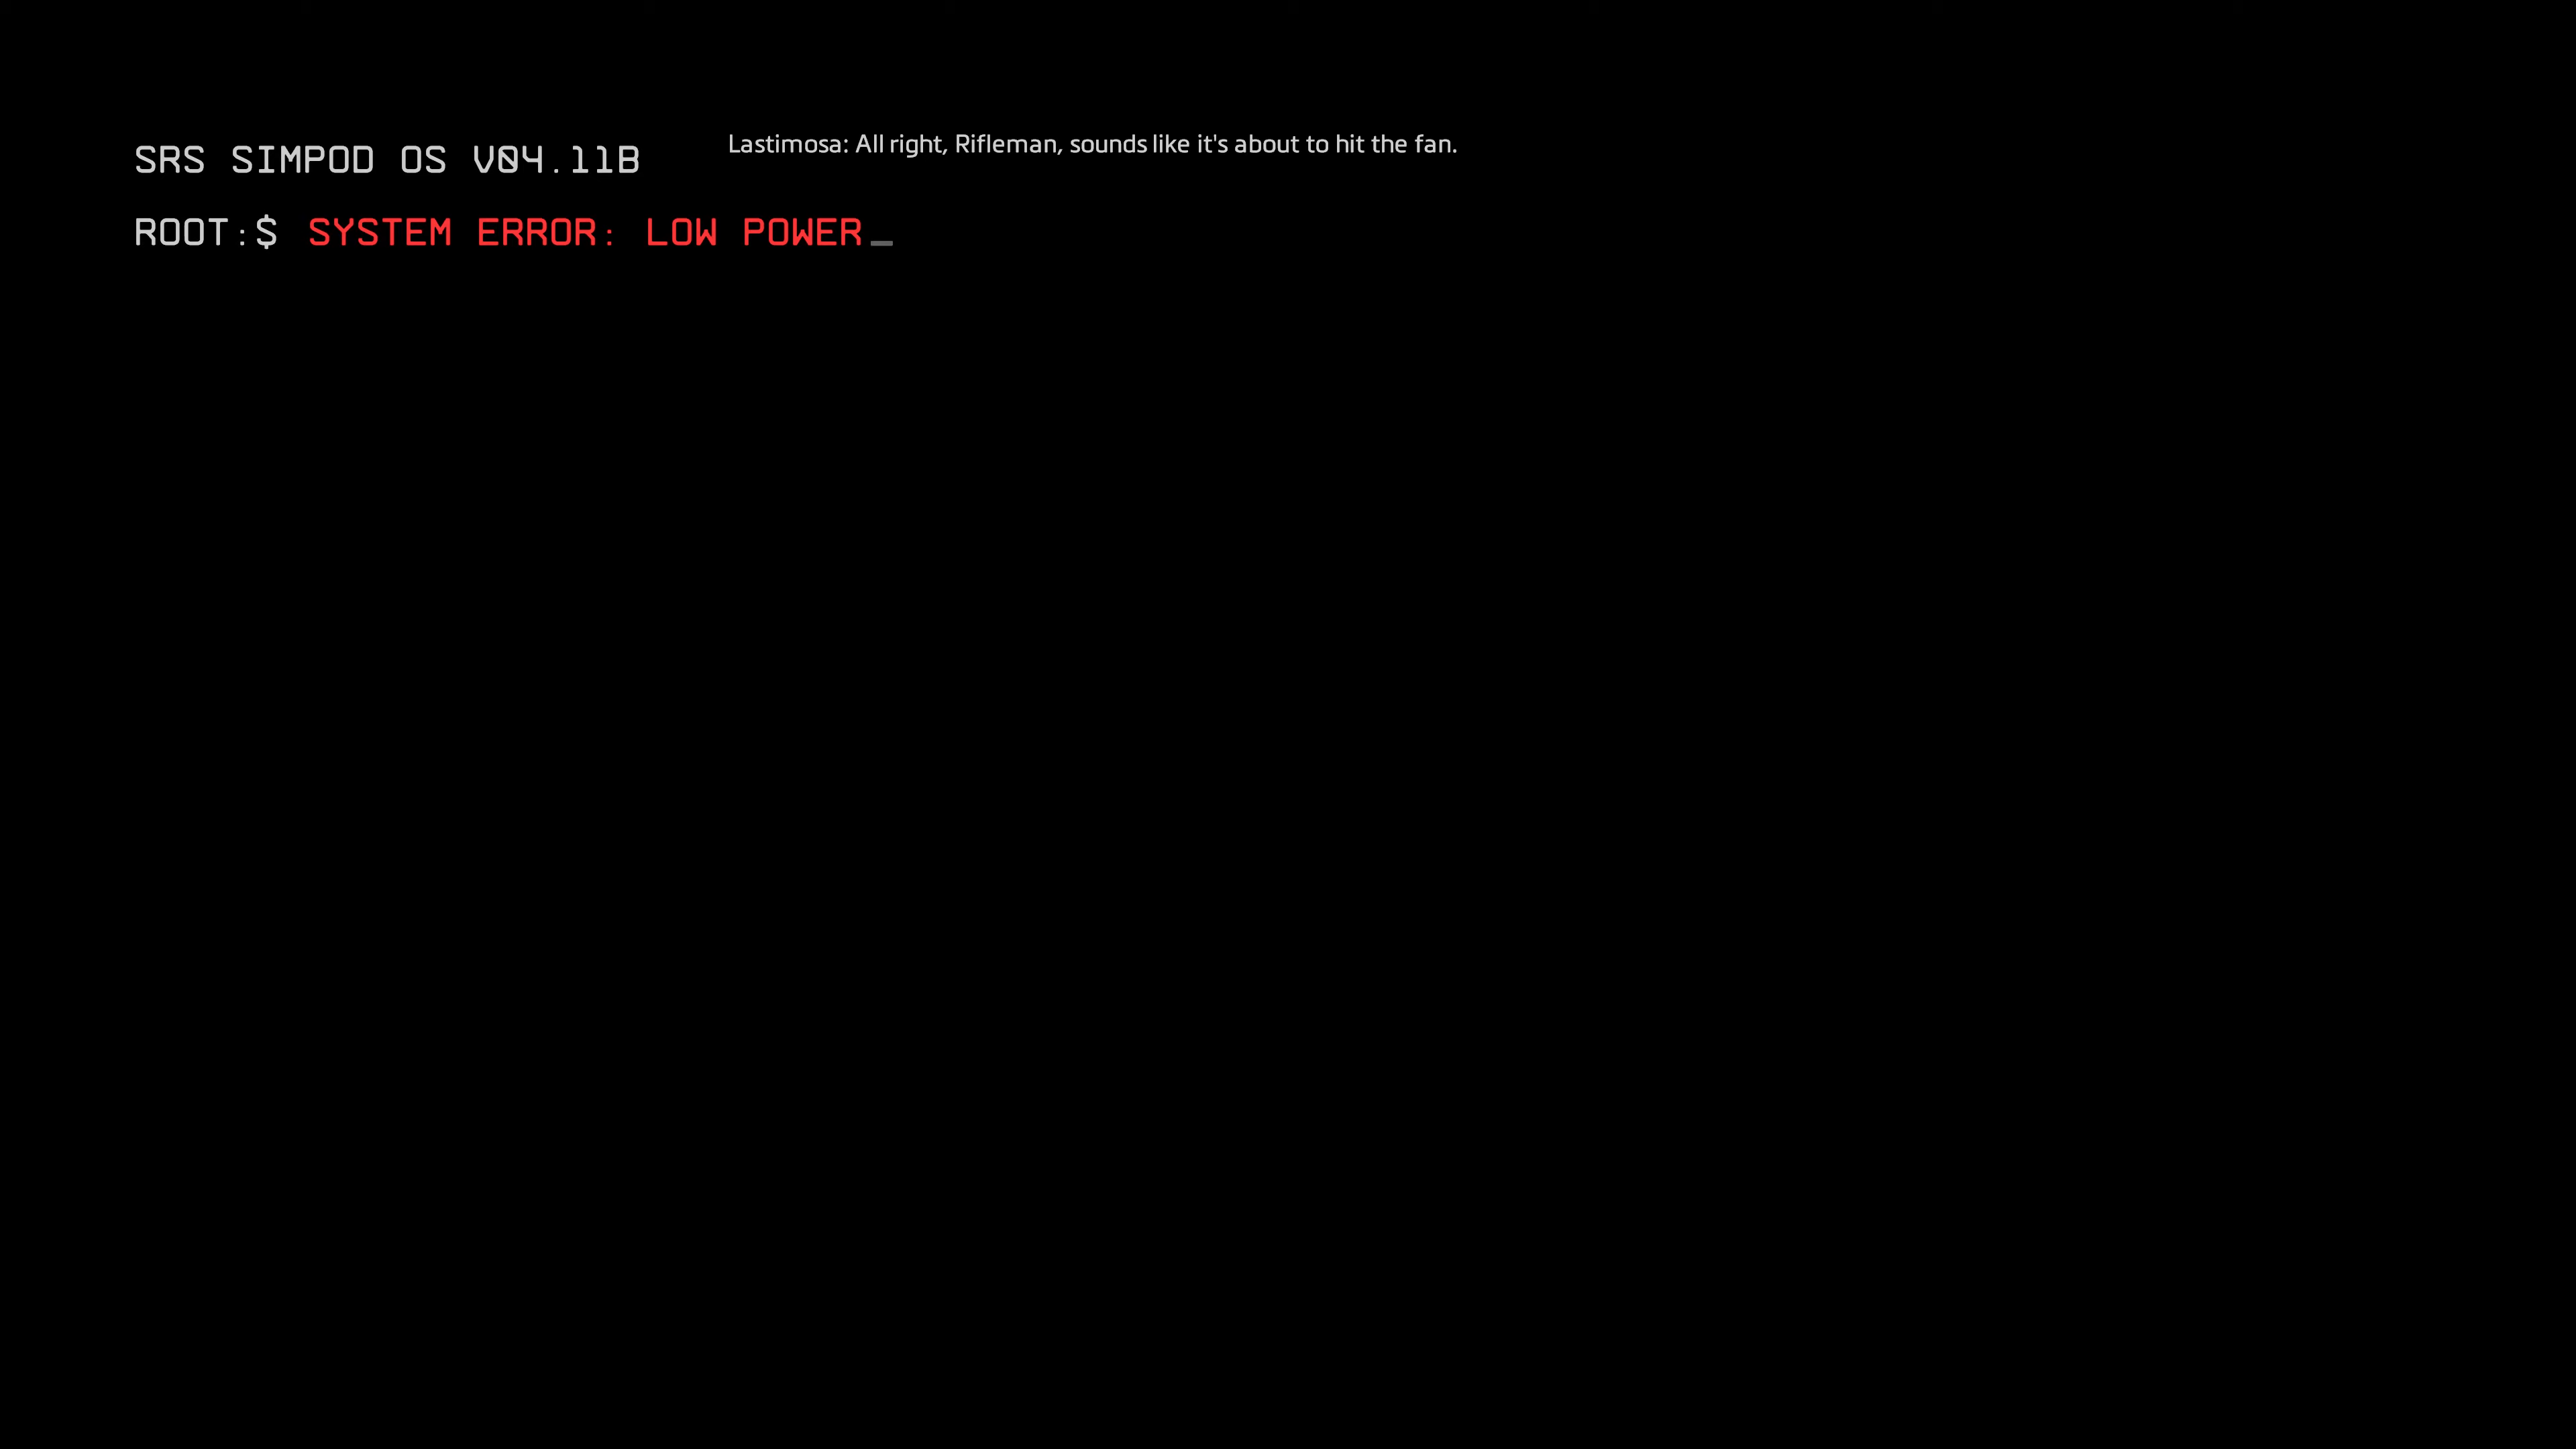 Lastimosa: All right, Rifleman, sounds like it's about to hit the fan.
SRS SIMPOD OS V04.11B
ROOT:$ SYSTEM ERROR: LOW POWER_